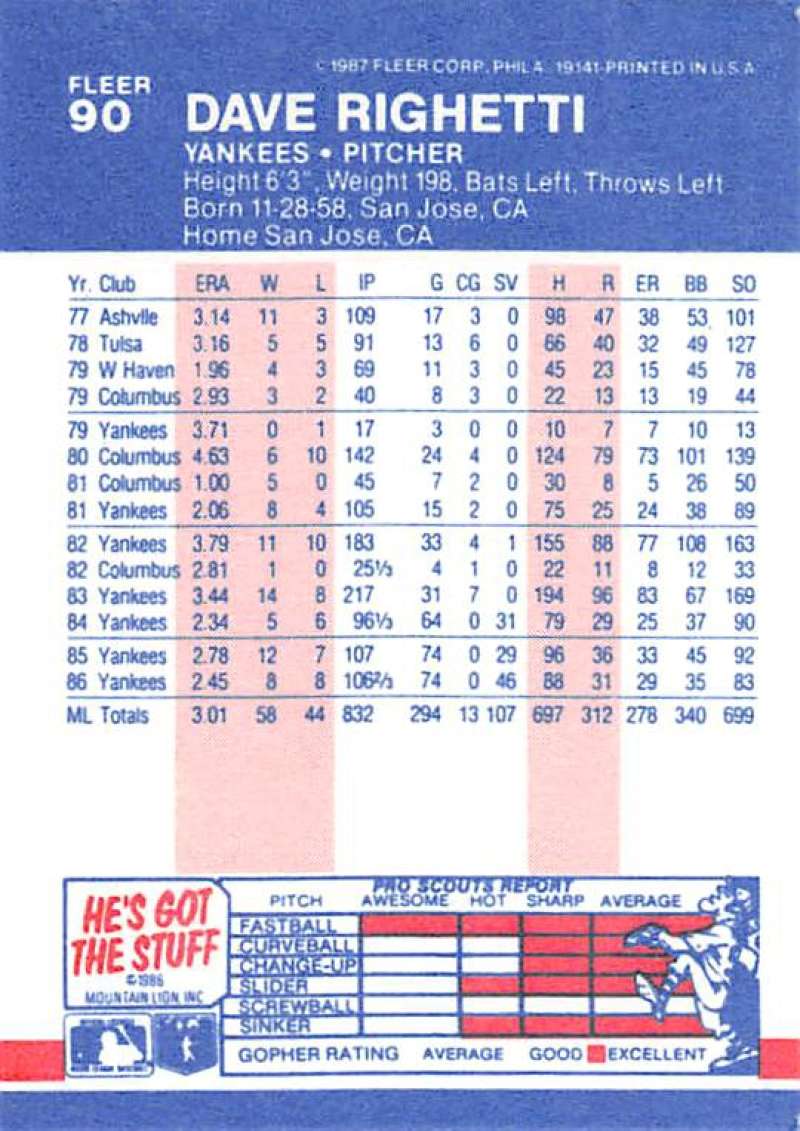 © 1987 FLEER CORP. PHILA. 19141-PRINTED IN U.S.A.
FLEER
90
DAVE RIGHETTI
YANKEES • PITCHER
Height 6'3", Weight 198, Bats Left, Throws Left
Born 11-28-58, San Jose, CA
Home San Jose, CA
Yr. Club ERA W L IP G CG SV H R ER BB SO
77 Ashvlle 3.14 11 3 109 17 3 0 98 47 38 53 101
78 Tulsa 3.16 5 5 91 13 6 0 66 40 32 49 127
79 W Haven 1.96 4 3 69 11 3 0 45 23 15 45 78
79 Columbus 2.93 3 2 40 8 3 0 22 13 13 19 44
79 Yankees 3.71 0 1 17 3 0 0 10 7 7 10 13
80 Columbus 4.63 6 10 142 24 4 0 124 79 73 101 139
81 Columbus 1.00 5 0 45 7 2 0 30 8 5 26 50
81 Yankees 2.06 8 4 105 15 2 0 75 25 24 38 89
82 Yankees 3.79 11 10 183 33 4 1 155 88 77 108 163
82 Columbus 2.81 1 0 25⅓ 4 1 0 22 11 8 12 33
83 Yankees 3.44 14 8 217 31 7 0 194 96 83 67 169
84 Yankees 2.34 5 6 96⅓ 64 0 31 79 29 25 37 90
85 Yankees 2.78 12 7 107 74 0 29 96 36 33 45 92
86 Yankees 2.45 8 8 106⅔ 74 0 46 88 31 29 35 83
ML Totals 3.01 58 44 832 294 13 107 697 312 278 340 699
HE'S GOT
THE STUFF
© 1986
MOUNTAIN LION, INC
PRO SCOUTS REPORT
PITCH AWESOME HOT SHARP AVERAGE
FASTBALL
CURVEBALL
CHANGE-UP
SLIDER
SCREWBALL
SINKER
GOPHER RATING AVERAGE GOOD EXCELLENT